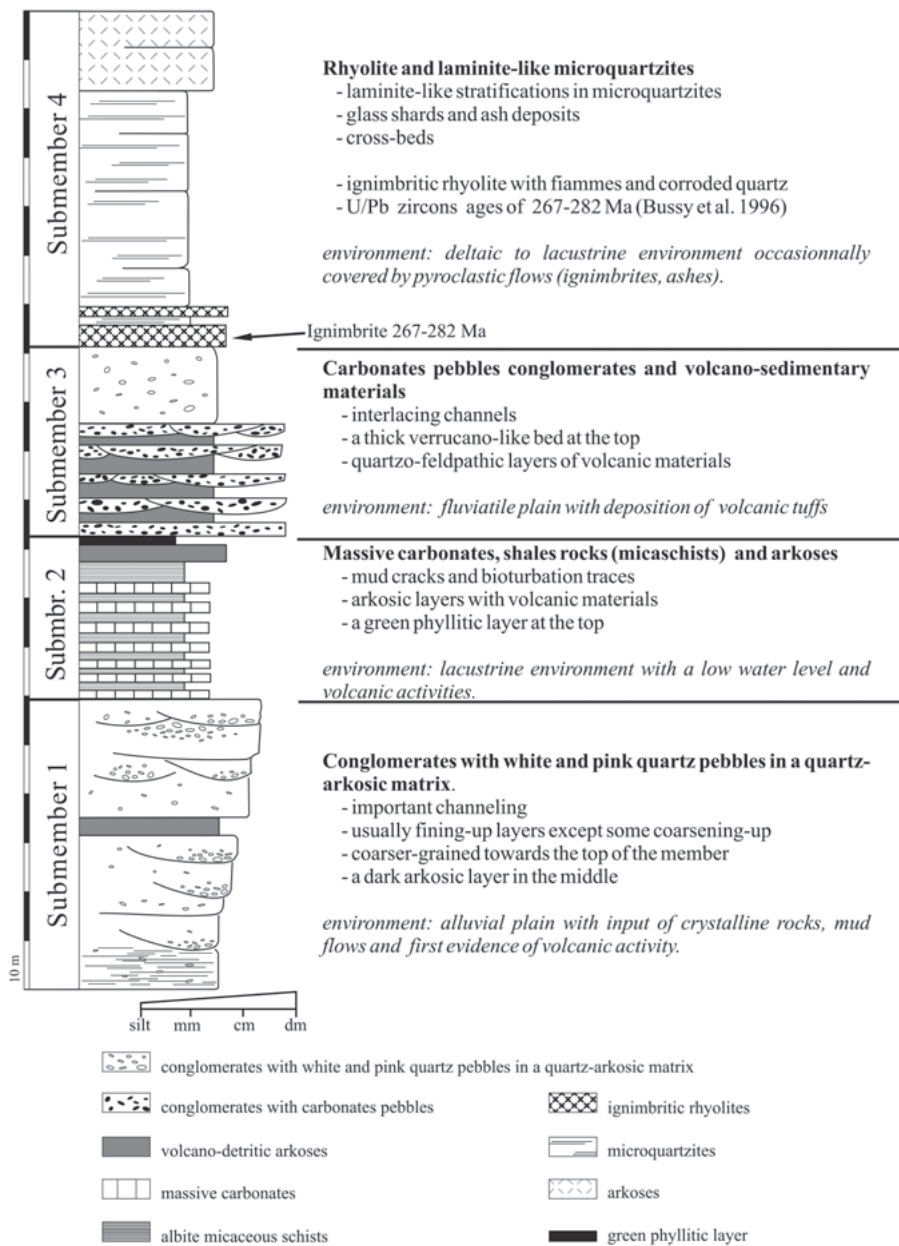 Submember 4
Rhyolite and laminite-like microquartzites
- laminite-like stratifications in microquartzites
- glass shards and ash deposits
- cross-beds
- ignimbritic rhyolite with fiammes and corroded quartz
- U/Pb zircons ages of 267-282 Ma (Bussy et al. 1996)
environment: deltaic to lacustrine environment occasionnally
covered by pyroclastic flows (ignimbrites, ashes).
Ignimbrite 267-282 Ma
Submember 3
Carbonates pebbles conglomerates and volcano-sedimentary
materials
- interlacing channels
- a thick verrucano-like bed at the top
- quartzo-feldpathic layers of volcanic materials
environment: fluviatile plain with deposition of volcanic tuffs
Submbr. 2
Massive carbonates, shales rocks (micaschists) and arkoses
- mud cracks and bioturbation traces
- arkosic layers with volcanic materials
- a green phyllitic layer at the top
environment: lacustrine environment with a low water level and
volcanic activities.
Submember 1
Conglomerates with white and pink quartz pebbles in a quartz-
arkosic matrix.
- important channeling
- usually fining-up layers except some coarsening-up
- coarser-grained towards the top of the member
- a dark arkosic layer in the middle
environment: alluvial plain with input of crystalline rocks, mud
flows and first evidence of volcanic activity.
10 m
silt mm cm dm
conglomerates with white and pink quartz pebbles in a quartz-arkosic matrix
conglomerates with carbonates pebbles
ignimbritic rhyolites
volcano-detritic arkoses
microquartzites
massive carbonates
arkoses
albite micaceous schists
green phyllitic layer